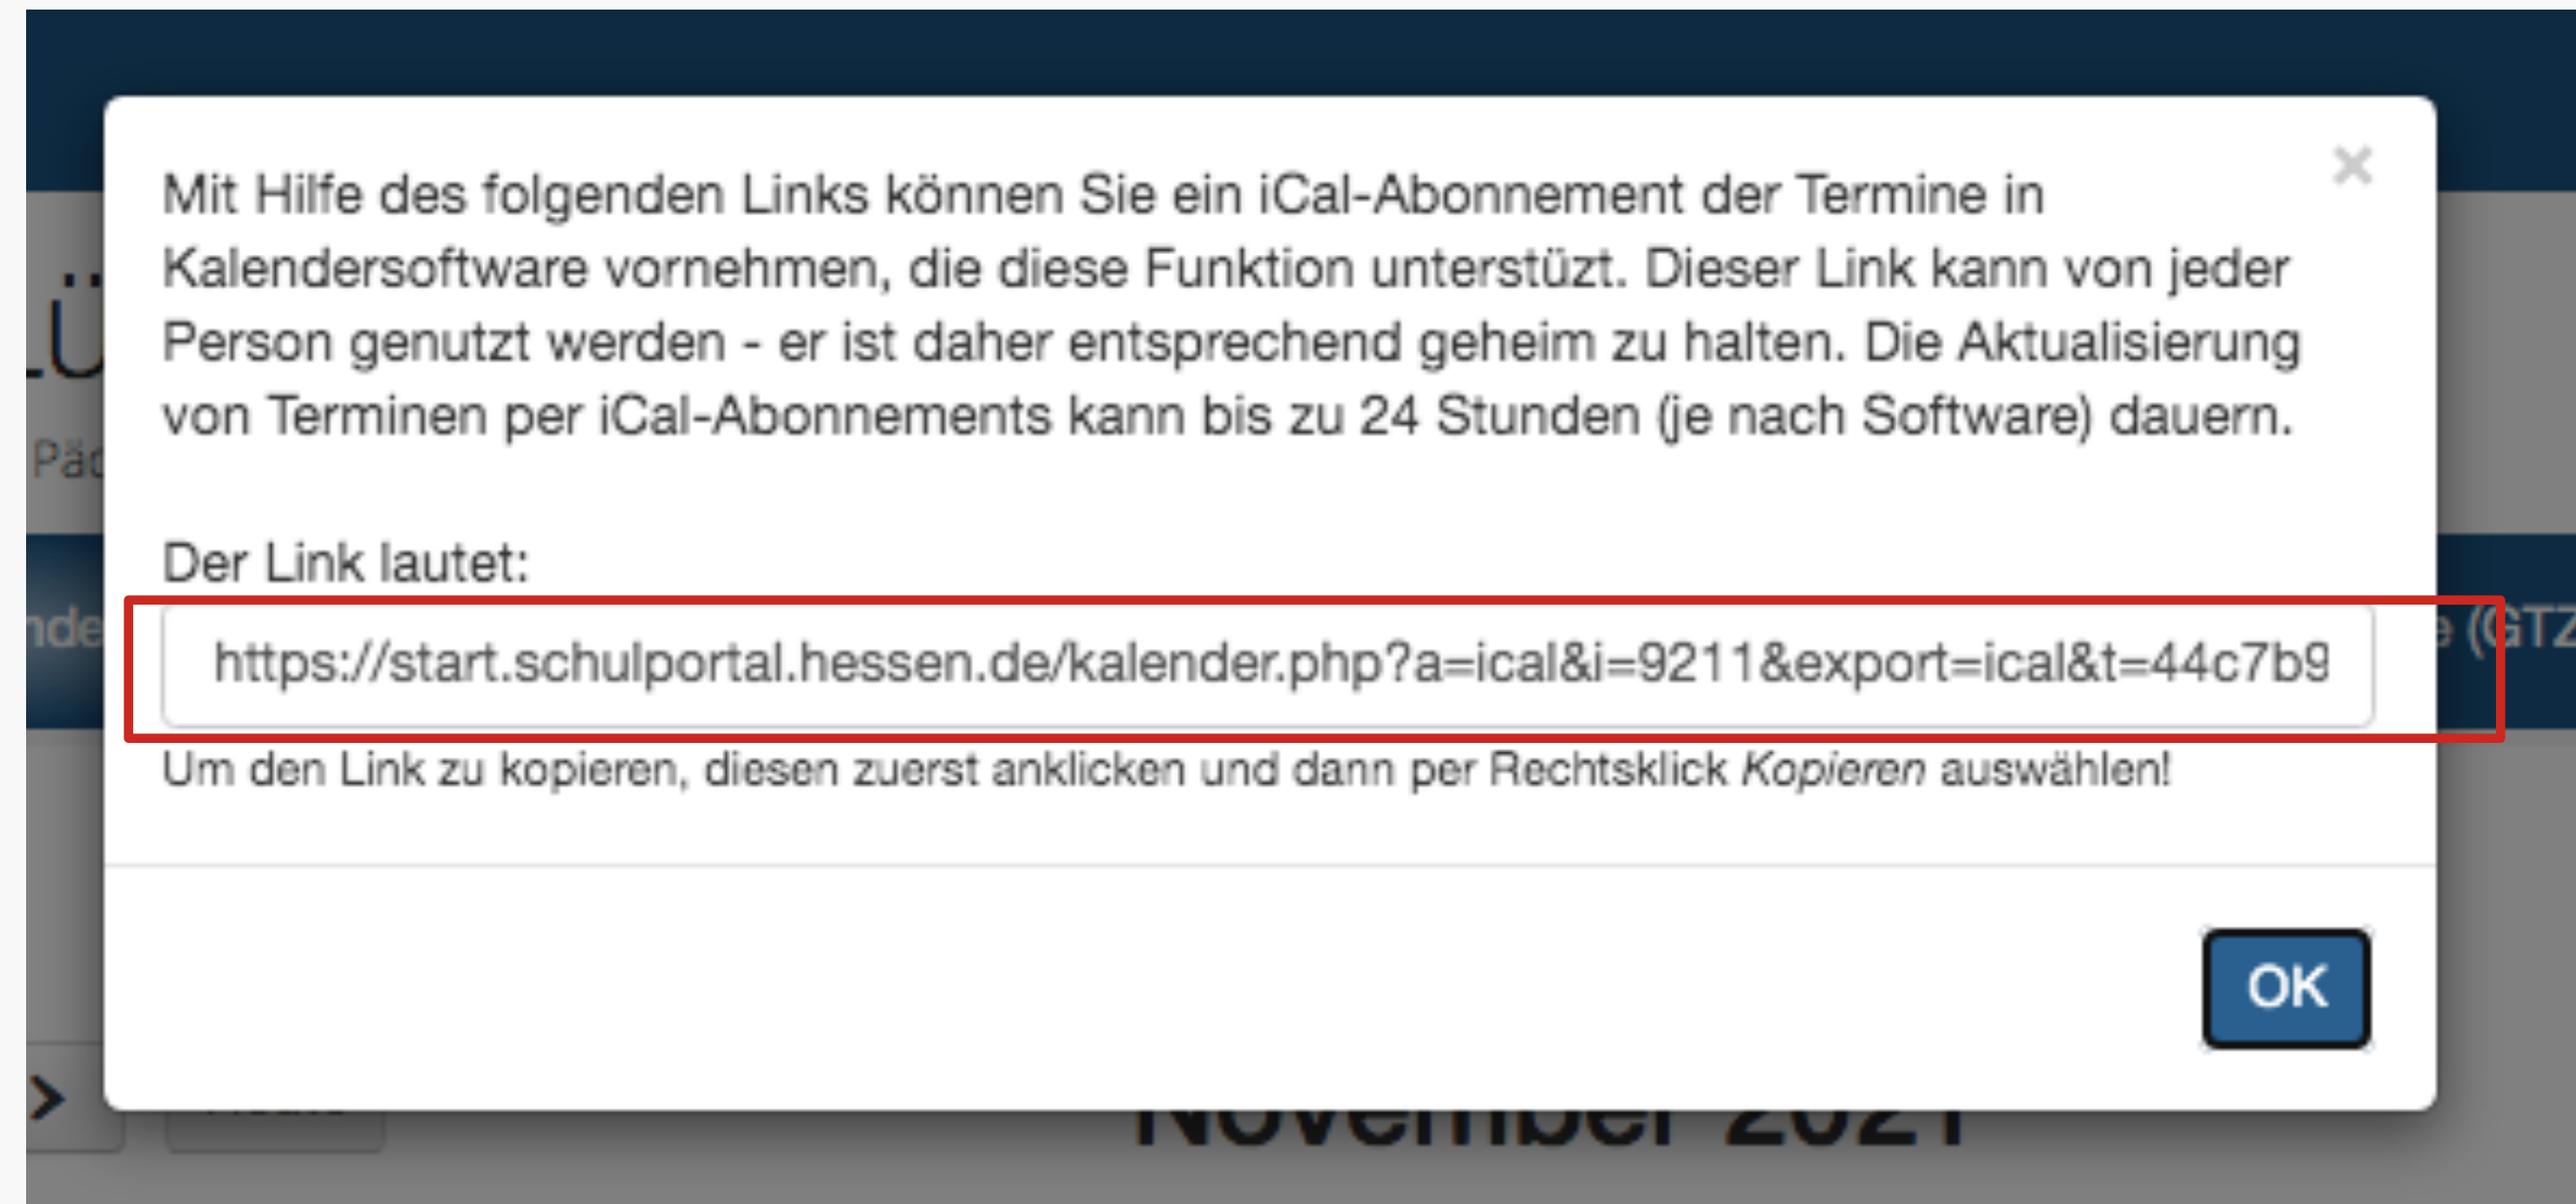 ×
Mit Hilfe des folgenden Links können Sie ein iCal-Abonnement der Termine in
Kalendersoftware vornehmen, die diese Funktion unterstüzt. Dieser Link kann von jeder
Person genutzt werden - er ist daher entsprechend geheim zu halten. Die Aktualisierung
von Terminen per iCal-Abonnements kann bis zu 24 Stunden (je nach Software) dauern.
Der Link lautet:
https://start.schulportal.hessen.de/kalender.php?a=ical&i=9211&export=ical&t=44c7b9
Um den Link zu kopieren, diesen zuerst anklicken und dann per Rechtsklick Kopieren auswählen!
OK
November 2021